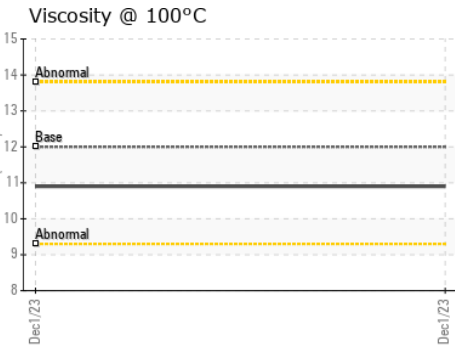 Viscosity @ 100°C
15
14
Abnormal
13
12
Base
11
10
Abnormal
9
8
Dec1/23
Dec1/23